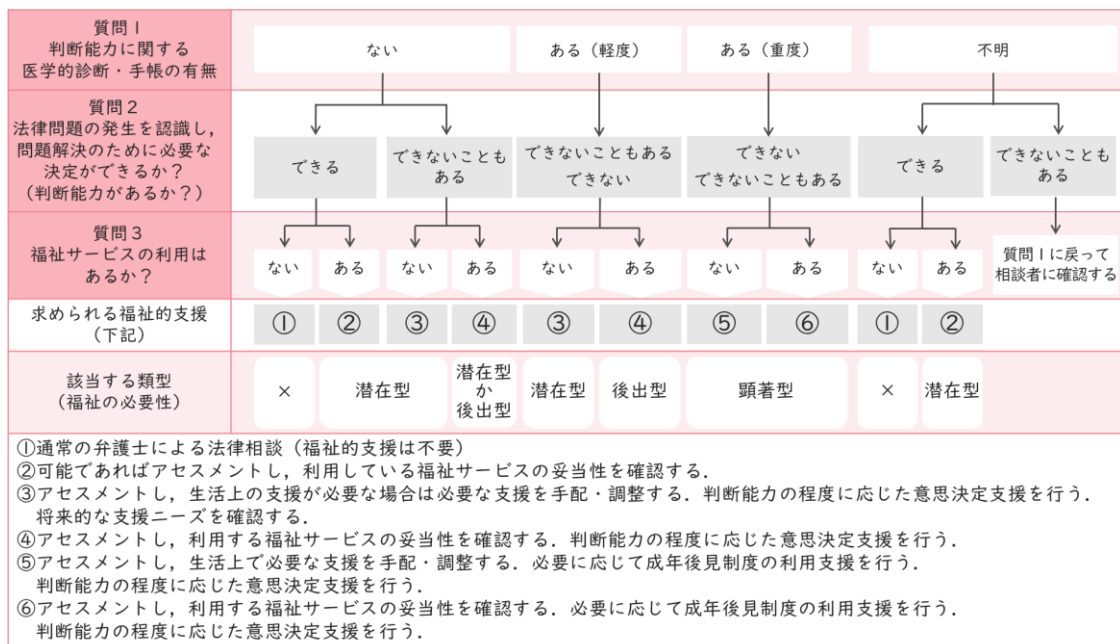 質問1
判断能力に関する
医学的診断・手帳の有無
ない
ある（軽度）
ある（重度）
不明
質問2
法律問題の発生を認識し，
問題解決のために必要な
決定ができるか？
（判断能力があるか？）
できる
できないことも
ある
できないこともある
できない
できない
できないこともある
できる
できないことも
ある
質問3
福祉サービスの利用は
あるか？
ない
ある
ない
ある
ない
ある
ない
ある
ない
ある
質問1に戻って
相談者に確認する
求められる福祉的支援
（下記）
①
②
③
④
③
④
⑤
⑥
①
②
該当する類型
（福祉の必要性）
×
潜在型
潜在型
か
後出型
潜在型
後出型
顕著型
×
潜在型
①通常の弁護士による法律相談（福祉的支援は不要）
②可能であればアセスメントし，利用している福祉サービスの妥当性を確認する．
③アセスメントし，生活上の支援が必要な場合は必要な支援を手配・調整する．判断能力の程度に応じた意思決定支援を行う．
将来的な支援ニーズを確認する．
④アセスメントし，利用する福祉サービスの妥当性を確認する．判断能力の程度に応じた意思決定支援を行う．
⑤アセスメントし，生活上で必要な支援を手配・調整する．必要に応じて成年後見制度の利用支援を行う．
判断能力の程度に応じた意思決定支援を行う．
⑥アセスメントし，利用する福祉サービスの妥当性を確認する．必要に応じて成年後見制度の利用支援を行う．
判断能力の程度に応じた意思決定支援を行う．